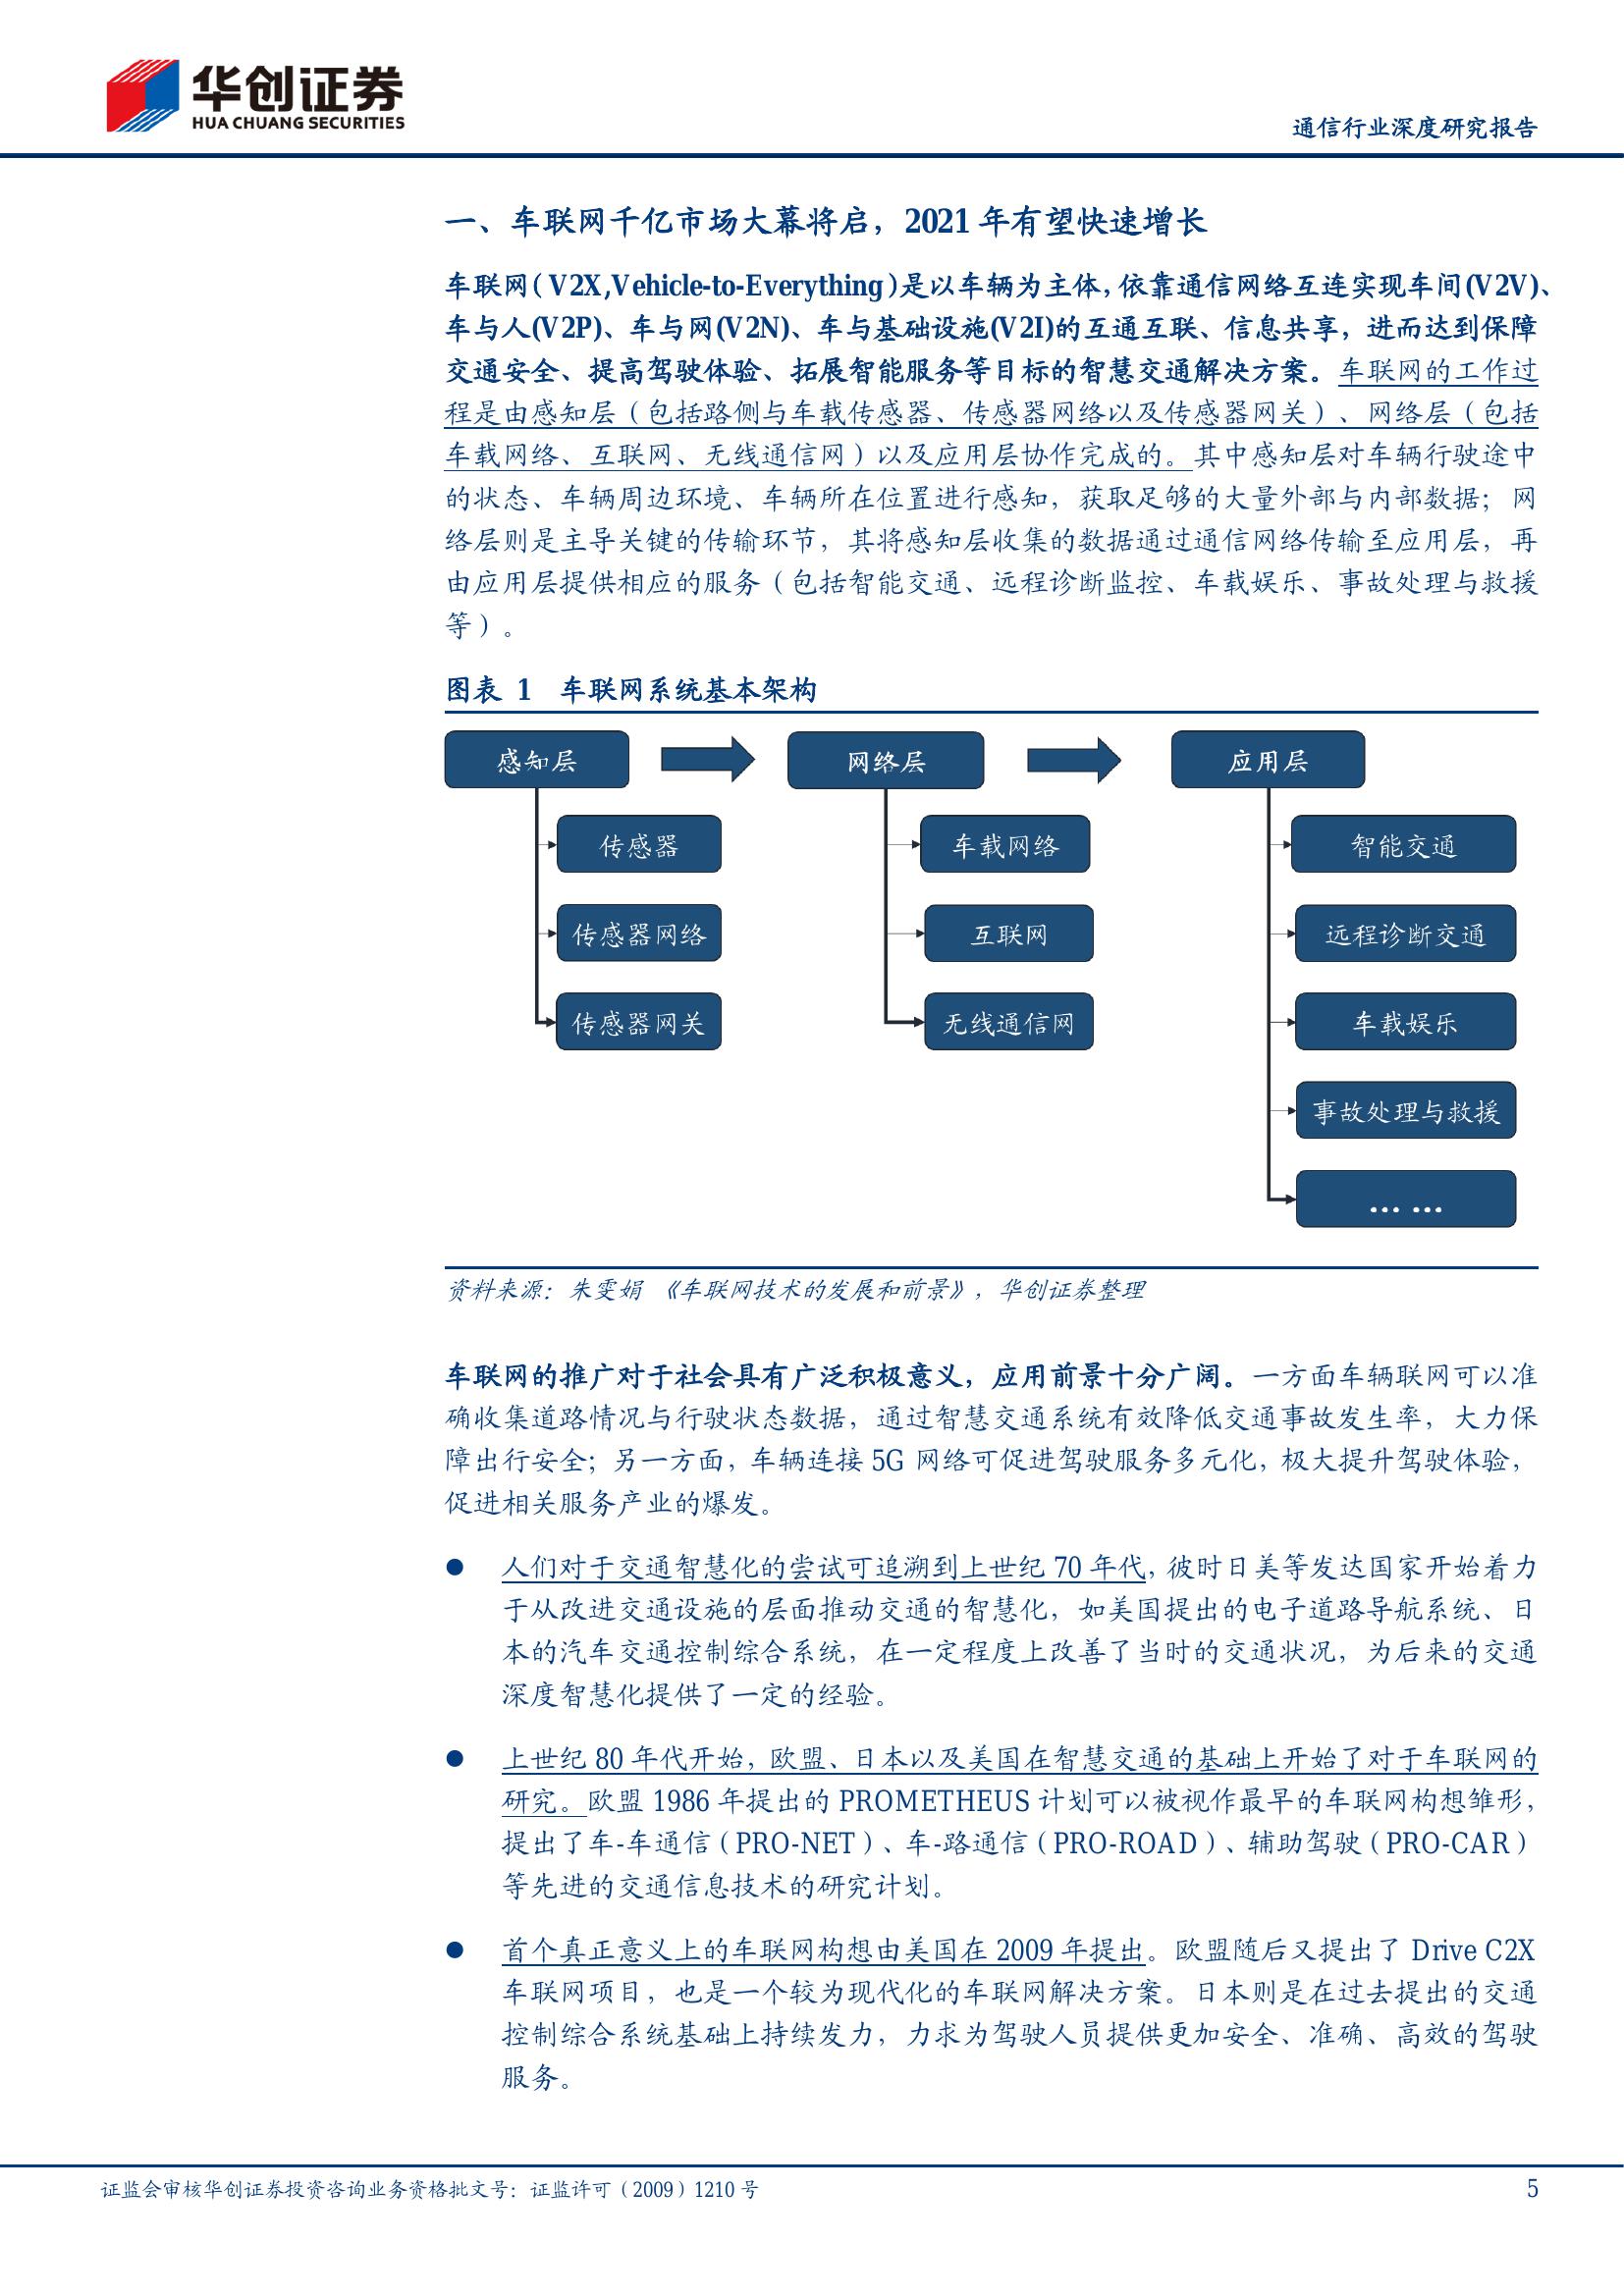 华创证券
HUA CHUANG SECURITIES
通信行业深度研究报告
一、车联网千亿市场大幕将启，2021 年有望快速增长
车联网（V2X,Vehicle-to-Everything）是以车辆为主体，依靠通信网络互连实现车间(V2V)、
车与人(V2P)、车与网(V2N)、车与基础设施(V2I)的互通互联、信息共享，进而达到保障
交通安全、提高驾驶体验、拓展智能服务等目标的智慧交通解决方案。车联网的工作过
程是由感知层（包括路侧与车载传感器、传感器网络以及传感器网关）、网络层（包括
车载网络、互联网、无线通信网）以及应用层协作完成的。其中感知层对车辆行驶途中
的状态、车辆周边环境、车辆所在位置进行感知，获取足够的大量外部与内部数据；网
络层则是主导关键的传输环节，其将感知层收集的数据通过通信网络传输至应用层，再
由应用层提供相应的服务（包括智能交通、远程诊断监控、车载娱乐、事故处理与救援
等）。
图表 1 车联网系统基本架构
感知层
网络层
应用层
传感器
车载网络
智能交通
传感器网络
互联网
远程诊断交通
传感器网关
无线通信网
车载娱乐
事故处理与救援
... ...
资料来源：朱雯娟 《车联网技术的发展和前景》，华创证券整理
车联网的推广对于社会具有广泛积极意义，应用前景十分广阔。一方面车辆联网可以准
确收集道路情况与行驶状态数据，通过智慧交通系统有效降低交通事故发生率，大力保
障出行安全；另一方面，车辆连接 5G 网络可促进驾驶服务多元化，极大提升驾驶体验，
促进相关服务产业的爆发。
● 人们对于交通智慧化的尝试可追溯到上世纪 70 年代，彼时日美等发达国家开始着力
于从改进交通设施的层面推动交通的智慧化，如美国提出的电子道路导航系统、日
本的汽车交通控制综合系统，在一定程度上改善了当时的交通状况，为后来的交通
深度智慧化提供了一定的经验。
● 上世纪 80 年代开始，欧盟、日本以及美国在智慧交通的基础上开始了对于车联网的
研究。欧盟 1986 年提出的 PROMETHEUS 计划可以被视作最早的车联网构想雏形，
提出了车-车通信（PRO-NET）、车-路通信（PRO-ROAD）、辅助驾驶（PRO-CAR）
等先进的交通信息技术的研究计划。
● 首个真正意义上的车联网构想由美国在 2009 年提出。欧盟随后又提出了 Drive C2X
车联网项目，也是一个较为现代化的车联网解决方案。日本则是在过去提出的交通
控制综合系统基础上持续发力，力求为驾驶人员提供更加安全、准确、高效的驾驶
服务。
证监会审核华创证券投资咨询业务资格批文号：证监许可（2009）1210 号
5